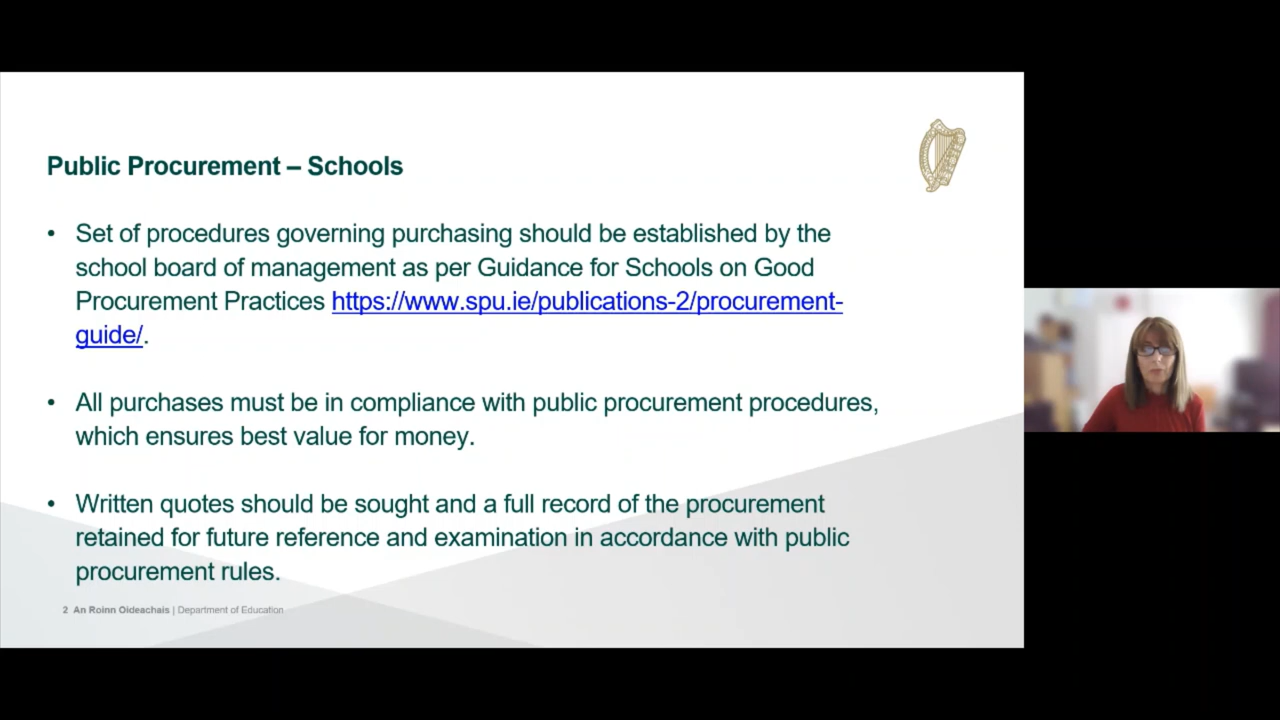 Public Procurement – Schools
• Set of procedures governing purchasing should be established by the
school board of management as per Guidance for Schools on Good
Procurement Practices https://www.spu.ie/publications-2/procurement-
guide/.
• All purchases must be in compliance with public procurement procedures,
which ensures best value for money.
• Written quotes should be sought and a full record of the procurement
retained for future reference and examination in accordance with public
procurement rules.
2 An Roinn Oideachais | Department of Education